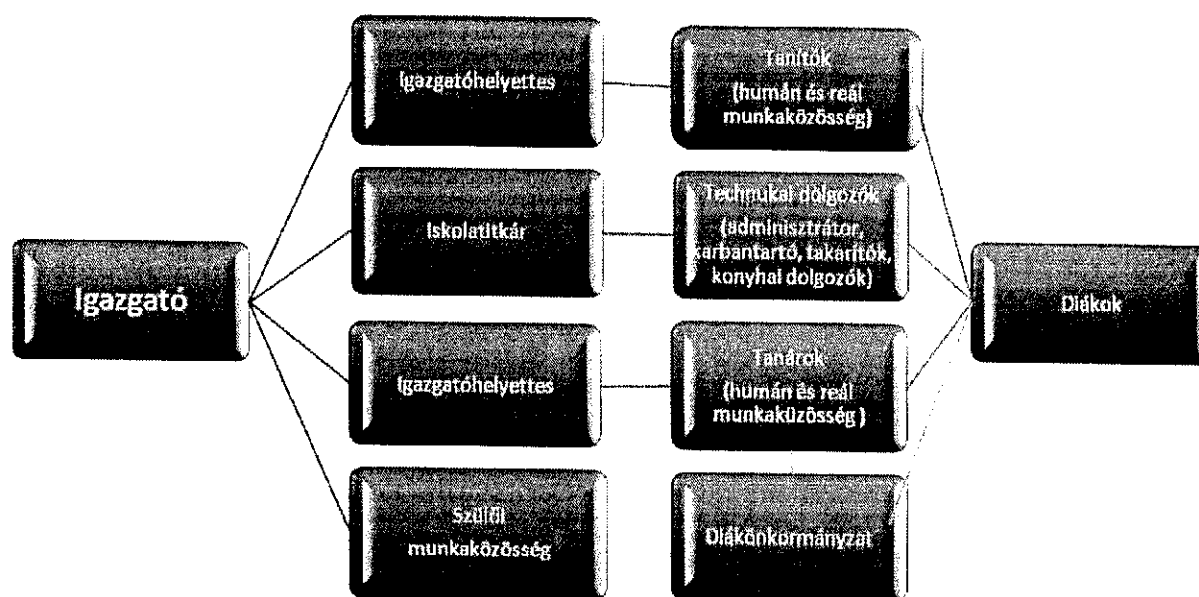 Igazgató
Igazgatóhelyettes
Iskolatitkár
Igazgatóhelyettes
Szülői
munkaközösség
Tanítók
(humán és reál
munkaközösség)
Technukai dolgozók
(adminisztrátor,
karbantartó, takarítók,
konyhai dolgozók)
Tanárok
(humán és reál
munkaközösség )
Diákönkormányzat
Diákok